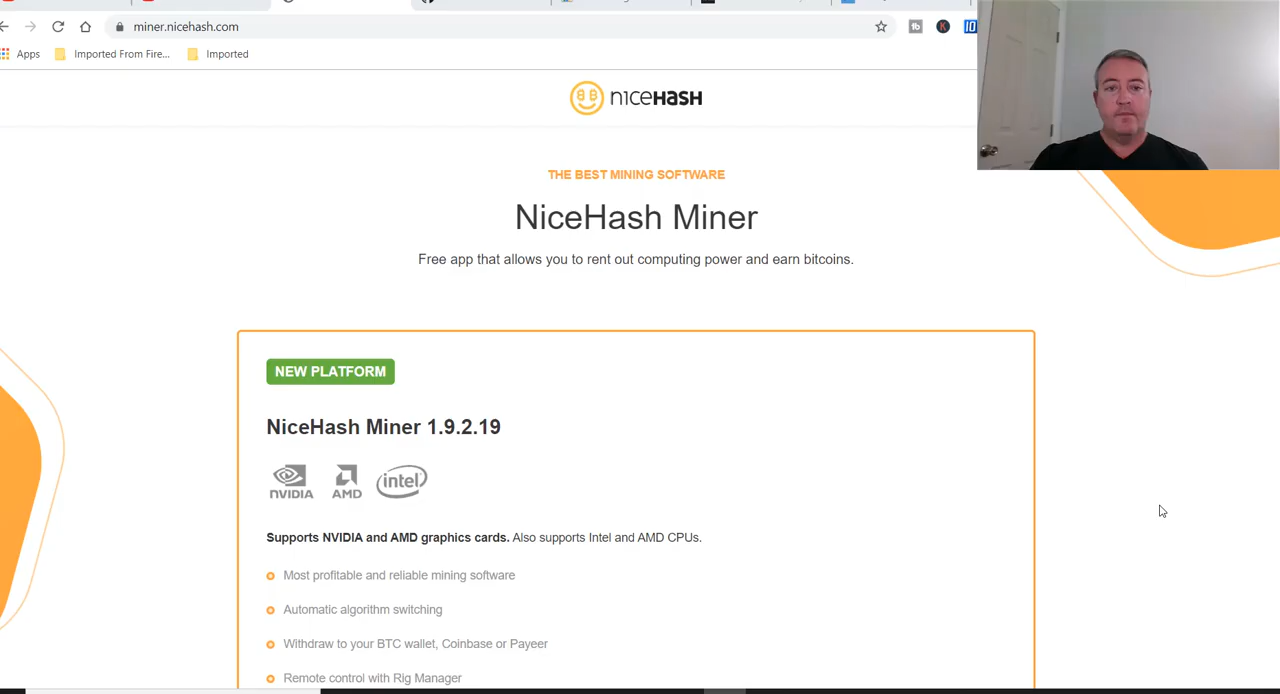 miner.nicehash.com
Apps
Imported From Fire...
Imported
niceHASH
THE BEST MINING SOFTWARE
NiceHash Miner
Free app that allows you to rent out computing power and earn bitcoins.
NEW PLATFORM
NiceHash Miner 1.9.2.19
NVIDIA AMD intel
Supports NVIDIA and AMD graphics cards. Also supports Intel and AMD CPUs.
Most profitable and reliable mining software
Automatic algorithm switching
Withdraw to your BTC wallet, Coinbase or Payeer
Remote control with Rig Manager